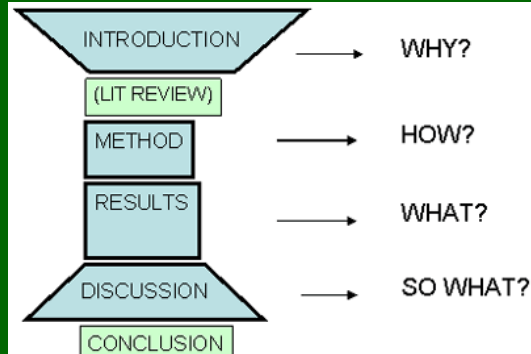 INTRODUCTION WHY?
(LIT REVIEW)
METHOD HOW?
RESULTS WHAT?
DISCUSSION SO WHAT?
CONCLUSION